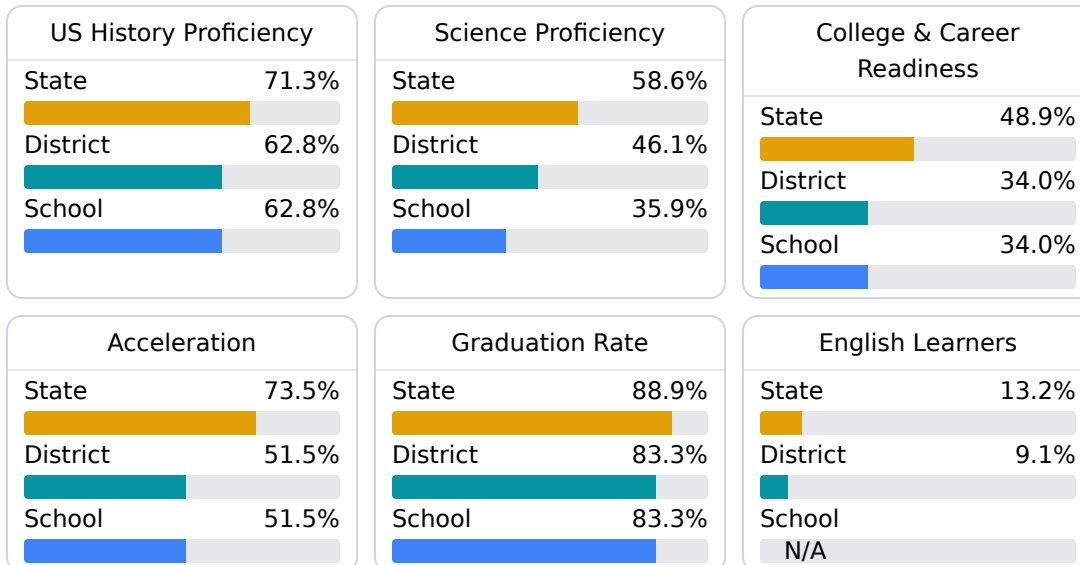 US History Proficiency
State 71.3%
District 62.8%
School 62.8%
Science Proficiency
State 58.6%
District 46.1%
School 35.9%
College & Career
Readiness
State 48.9%
District 34.0%
School 34.0%
Acceleration
State 73.5%
District 51.5%
School 51.5%
Graduation Rate
State 88.9%
District 83.3%
School 83.3%
English Learners
State 13.2%
District 9.1%
School
N/A